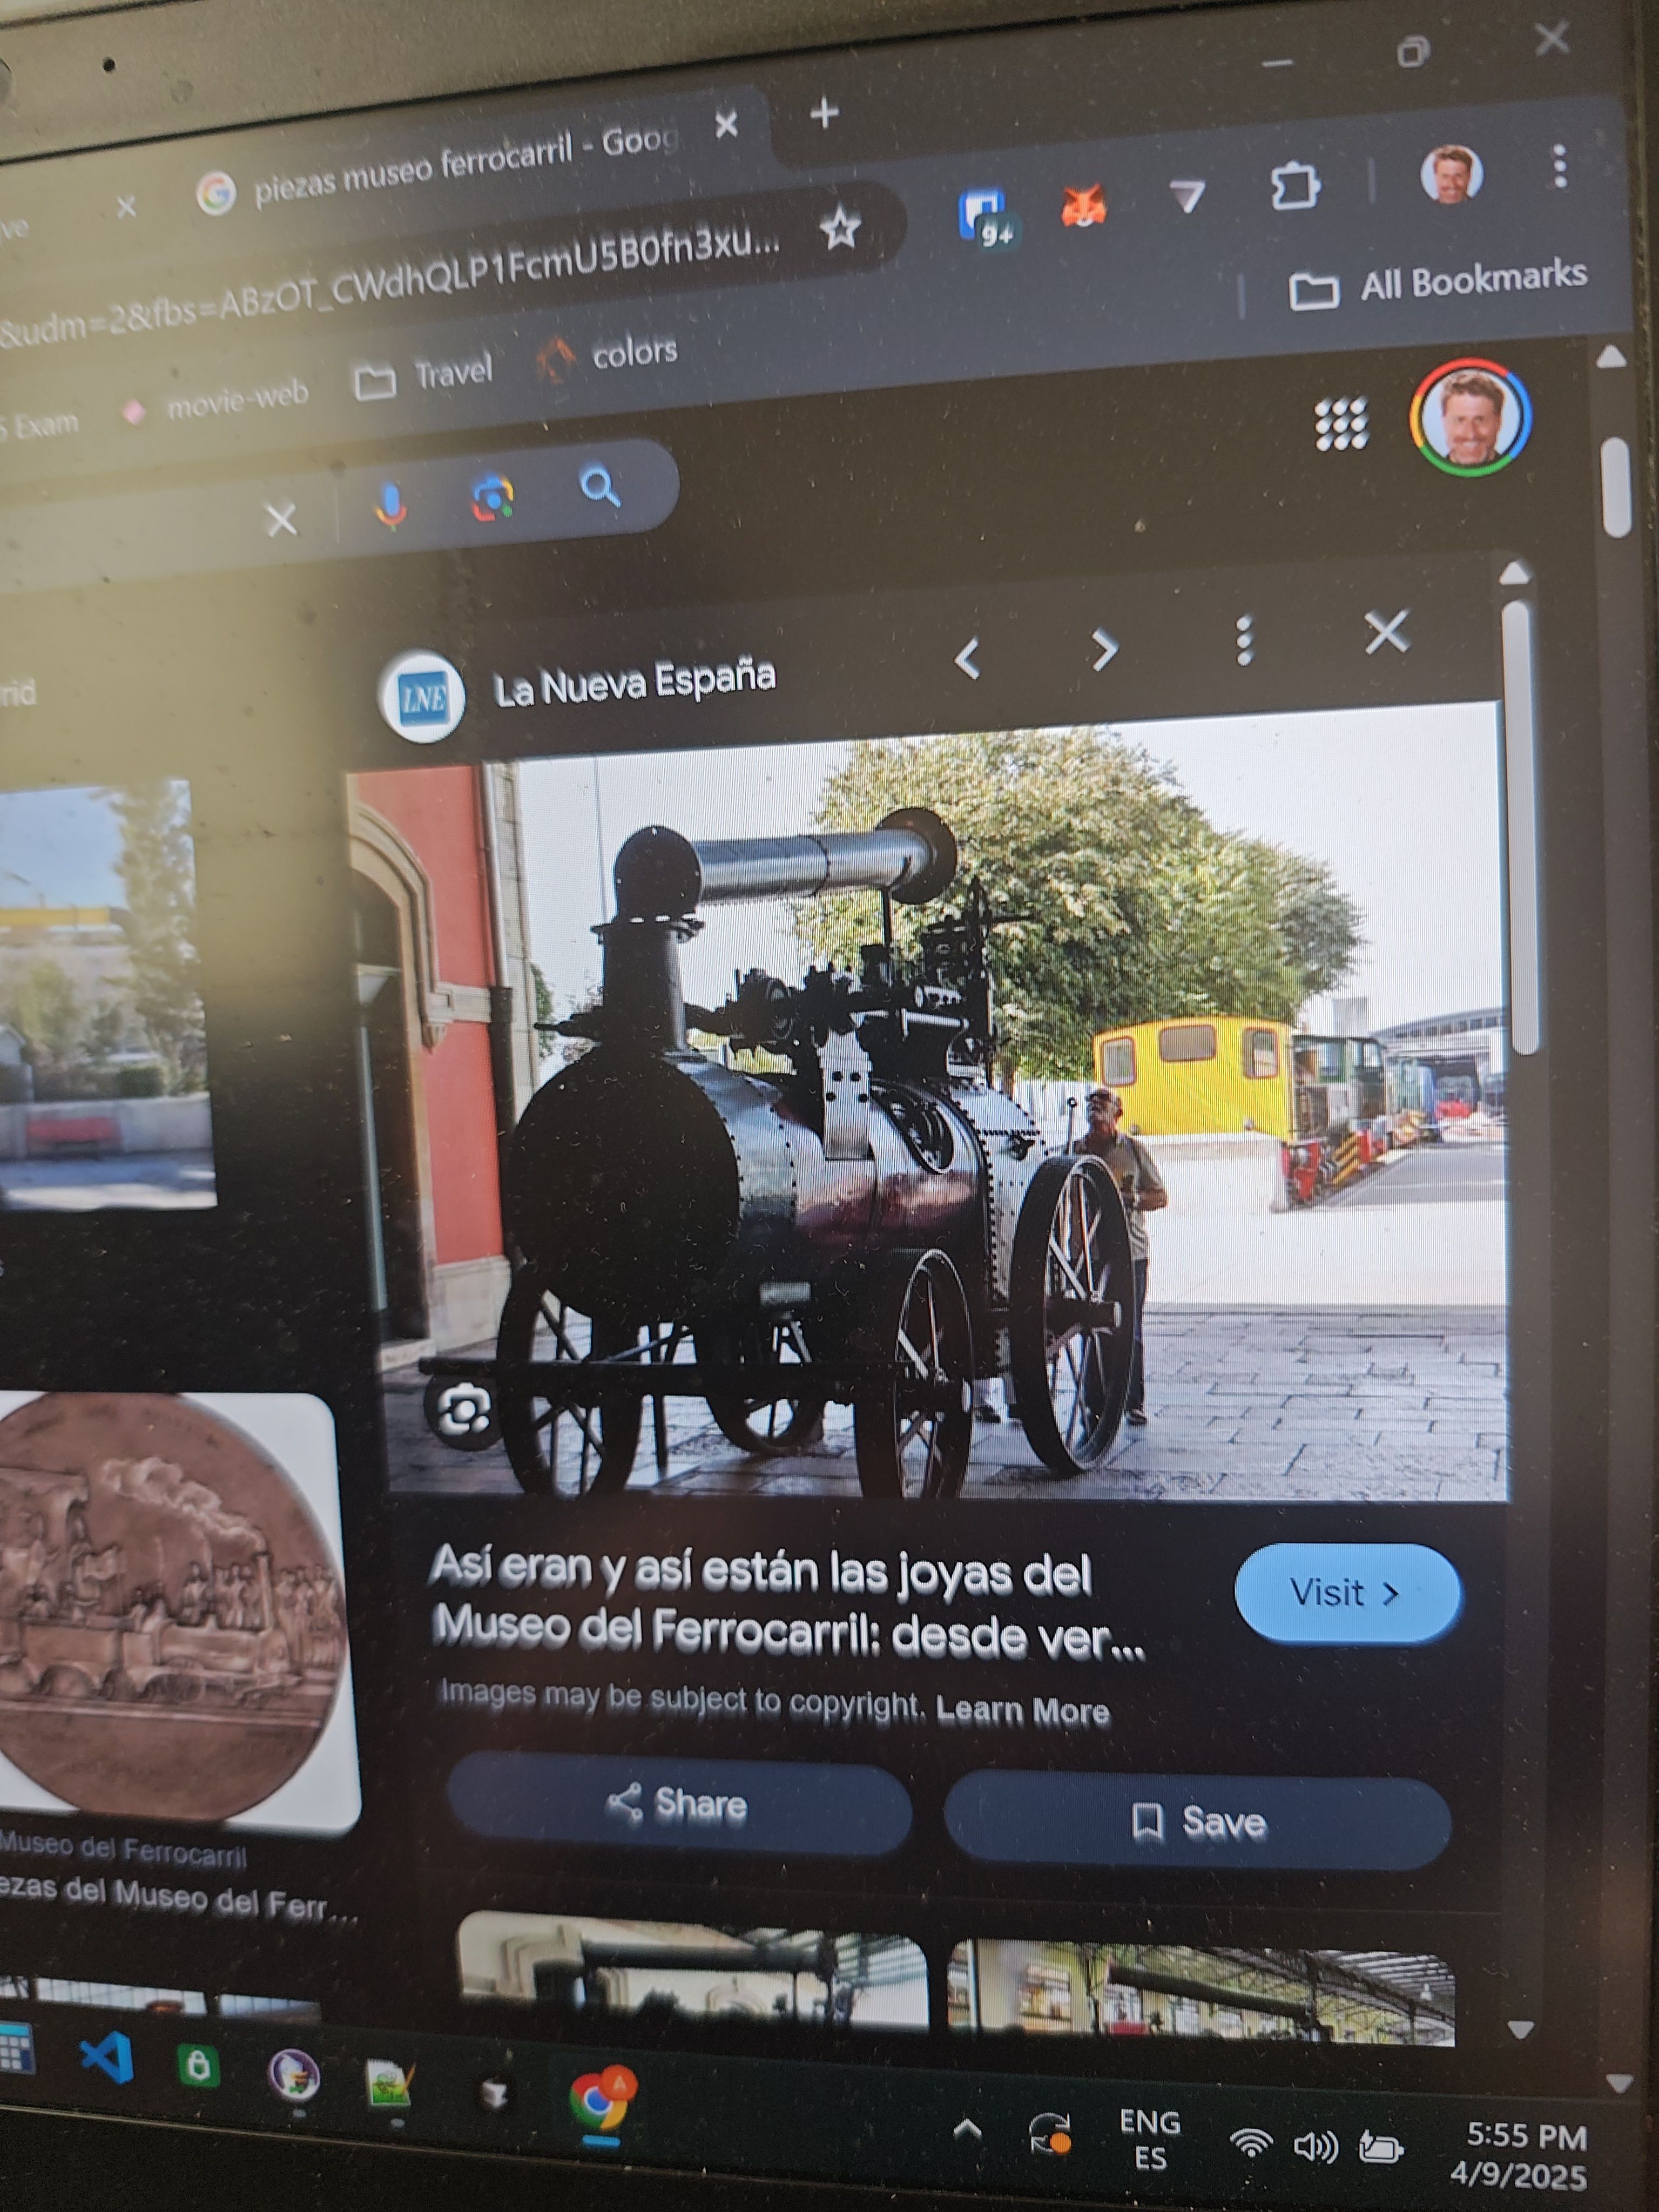 piezas museo ferrocarril - Goog
&udm=2&fbs=ABzOT_CWdhQLP1FcmU5B0fn3xu...
9+
Exam
movie-web
Travel
colors
All Bookmarks
LNE
La Nueva España
Así eran y así están las joyas del
Museo del Ferrocarril: desde ver...
Visit >
Images may be subject to copyright. Learn More
Share
Save
Museo del Ferrocarril
ezas del Museo del Ferr...
A
ENG
ES
5:55 PM
4/9/2025